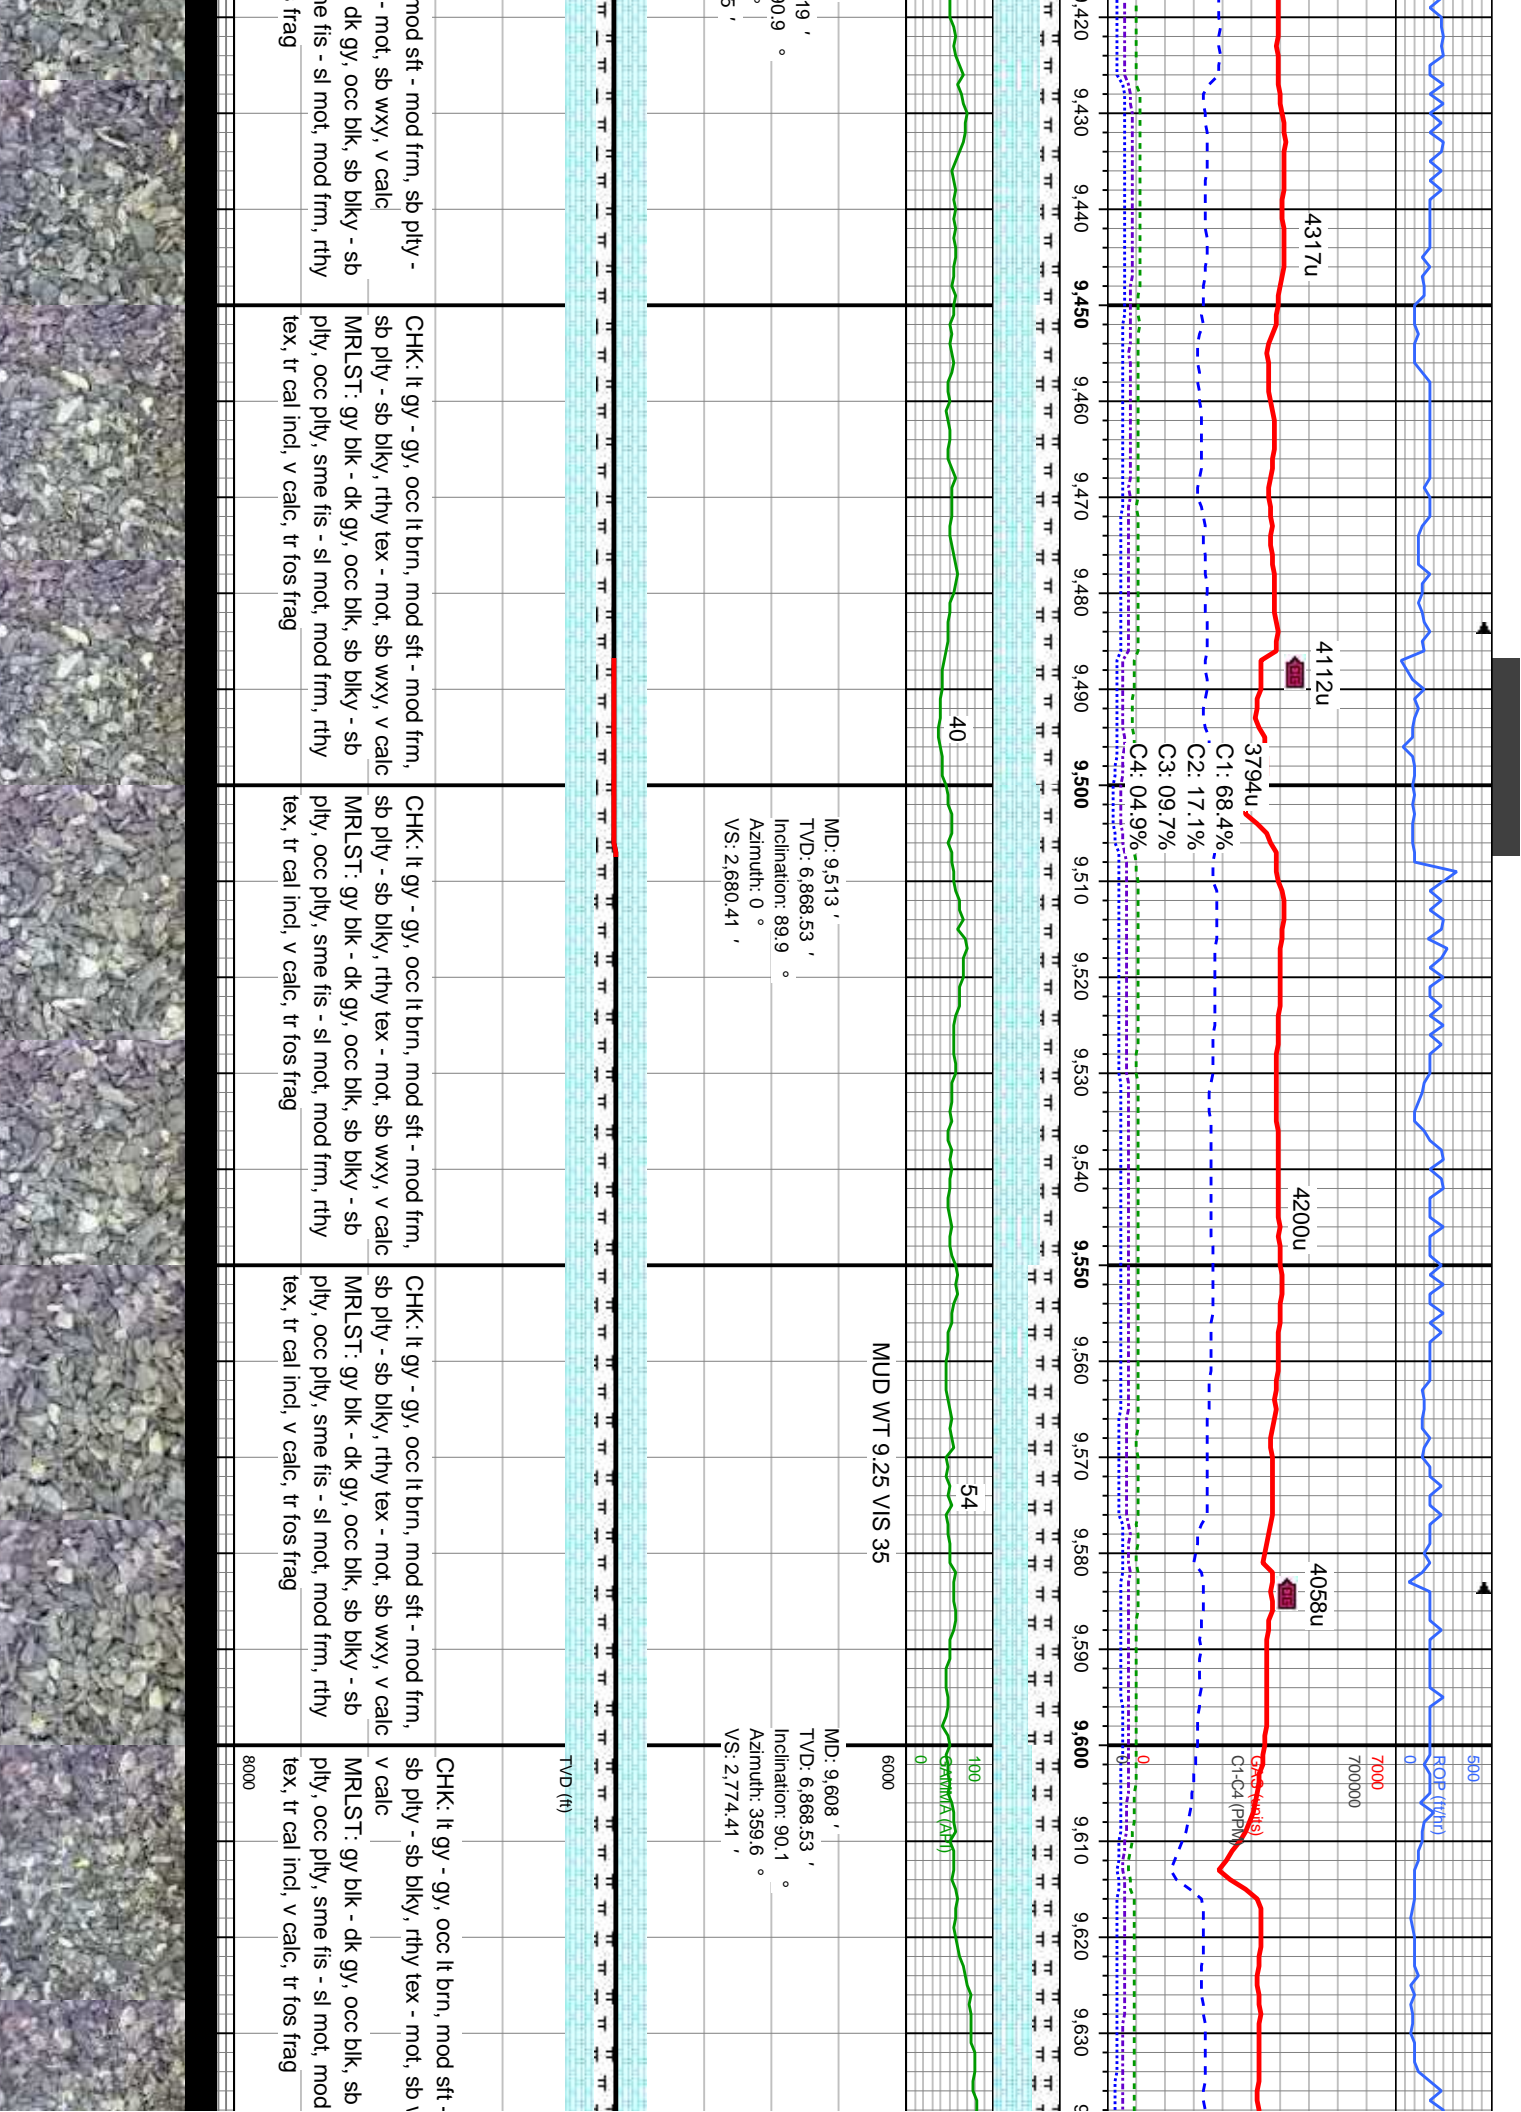 ROP (ft/hr)
0
500
7000
700000
0
GAS (units)
C1-C4 (PPM)
4317u
4112u
3794u
C1: 68.4%
C2: 17.1%
C3: 09.7%
C4: 04.9%
4200u
4058u
9,420
9,430
9,440
9,450
9,460
9,470
9,480
9,490
9,500
9,510
9,520
9,530
9,540
9,550
9,560
9,570
9,580
9,590
9,600
9,610
9,620
9,630
100
0
GAMMA (API)
40
54
6000
MUD WT 9.25 VIS 35
19 '
90.9 °
5 '
MD: 9,513 '
TVD: 6,868.53 '
Inclination: 89.9 °
Azimuth: 0 °
VS: 2,680.41 '
MD: 9,608 '
TVD: 6,868.53 '
Inclination: 90.1 °
Azimuth: 359.6 °
VS: 2,774.41 '
TVD (ft)
8000
mod sft - mod frm, sb plty -
- mot, sb wxy, v calc
dk gy, occ blk, sb blky - sb
ne fis - sl mot, mod frm, rthy
frag
CHK: lt gy - gy, occ lt brn, mod sft - mod frm,
sb plty - sb blky, rthy tex - mot, sb wxy, v calc
MRLST: gy blk - dk gy, occ blk, sb blky - sb
plty, occ plty, sme fis - sl mot, mod frm, rthy
tex, tr cal incl, v calc, tr fos frag
CHK: lt gy - gy, occ lt brn, mod sft - mod frm,
sb plty - sb blky, rthy tex - mot, sb wxy, v calc
MRLST: gy blk - dk gy, occ blk, sb blky - sb
plty, occ plty, sme fis - sl mot, mod frm, rthy
tex, tr cal incl, v calc, tr fos frag
CHK: lt gy - gy, occ lt brn, mod sft - mod frm,
sb plty - sb blky, rthy tex - mot, sb wxy, v calc
MRLST: gy blk - dk gy, occ blk, sb blky - sb
plty, occ plty, sme fis - sl mot, mod frm, rthy
tex, tr cal incl, v calc, tr fos frag
CHK: lt gy - gy, occ lt brn, mod sft -
sb plty - sb blky, rthy tex - mot, sb
v calc
MRLST: gy blk - dk gy, occ blk, sb
plty, occ plty, sme fis - sl mot, mod
tex, tr cal incl, v calc, tr fos frag